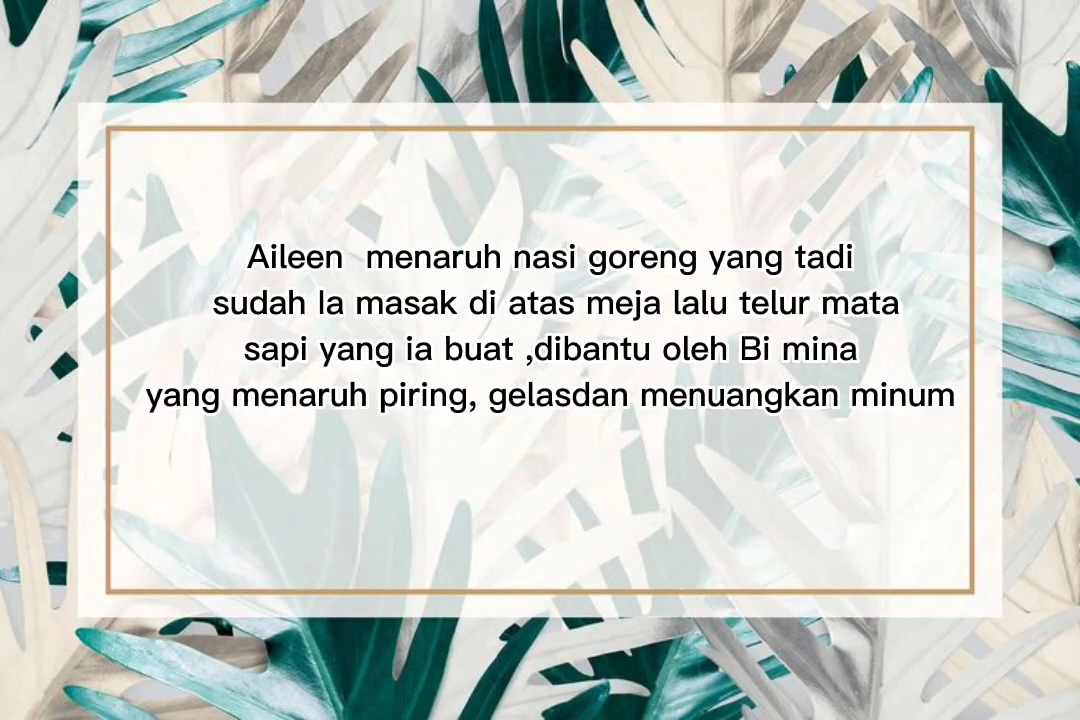 Aileen  menaruh nasi goreng yang tadi
sudah Ia masak di atas meja lalu telur mata
sapi yang ia buat ,dibantu oleh Bi mina
yang menaruh piring, gelasdan menuangkan minum